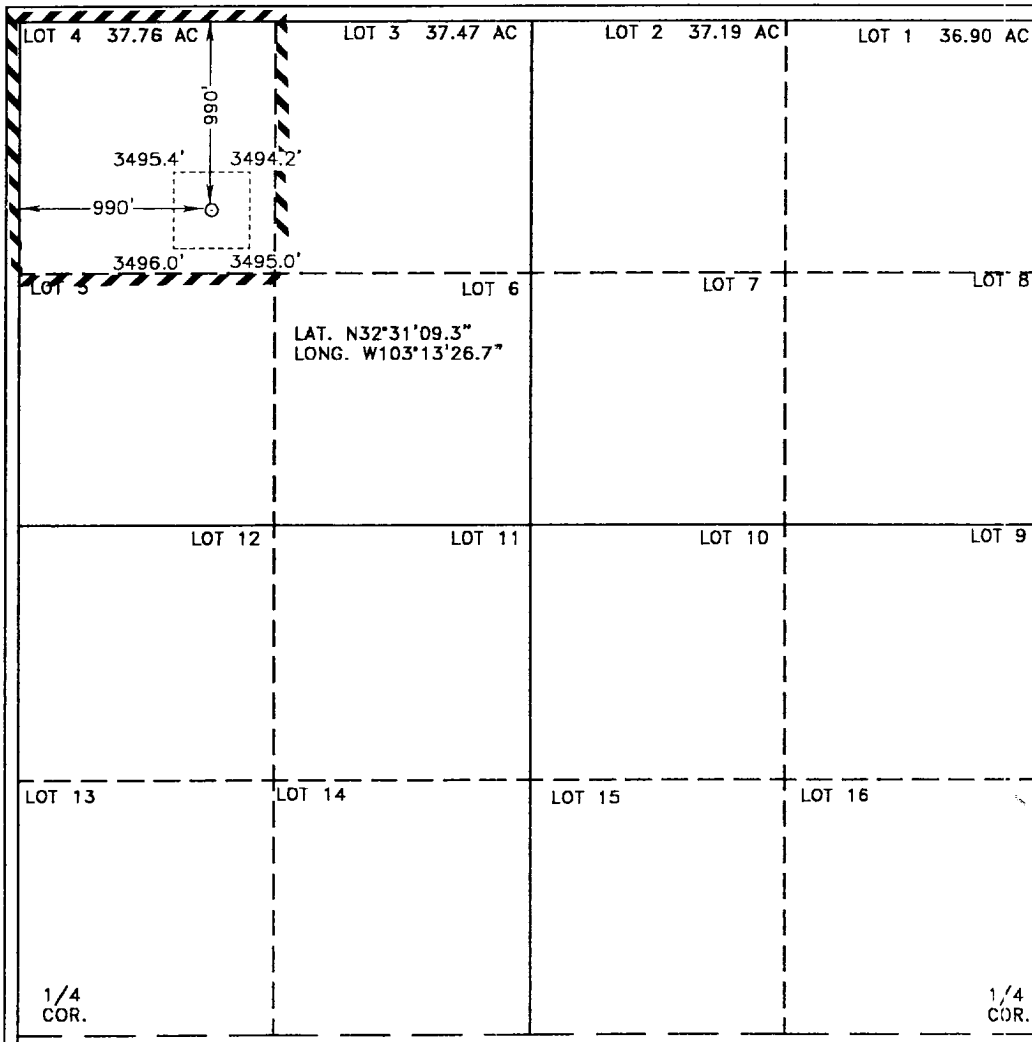 LOT 4 37.76 AC
LOT 3 37.47 AC
LOT 2 37.19 AC
LOT 1 36.90 AC
990'
3495.4' 3494.2'
990'
3496.0' 3495.0'
LOT 5
LOT 6
LOT 7
LOT 8
LAT. N32°31'09.3"
LONG. W103°13'26.7"
LOT 12
LOT 11
LOT 10
LOT 9
LOT 13
LOT 14
LOT 15
LOT 16
1/4
COR.
1/4
COR.